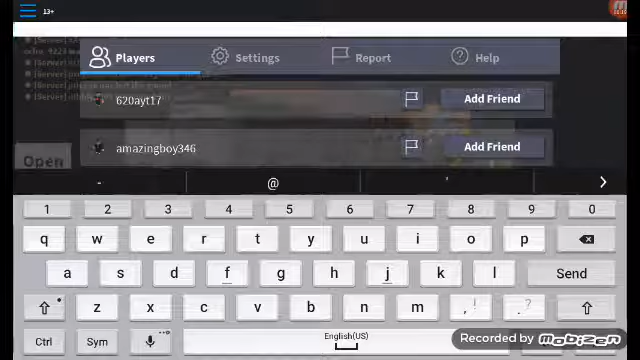 13+
Players Settings Report Help
620ayt17 Add Friend
amazingboy346 Add Friend
Open
- @ '
1 2 3 4 5 6 7 8 9 0
q w e r t y u i o p
a s d f g h j k l Send
z x c v b n m , ! . ?
Ctrl Sym English(US)
Recorded by MOBIZEN